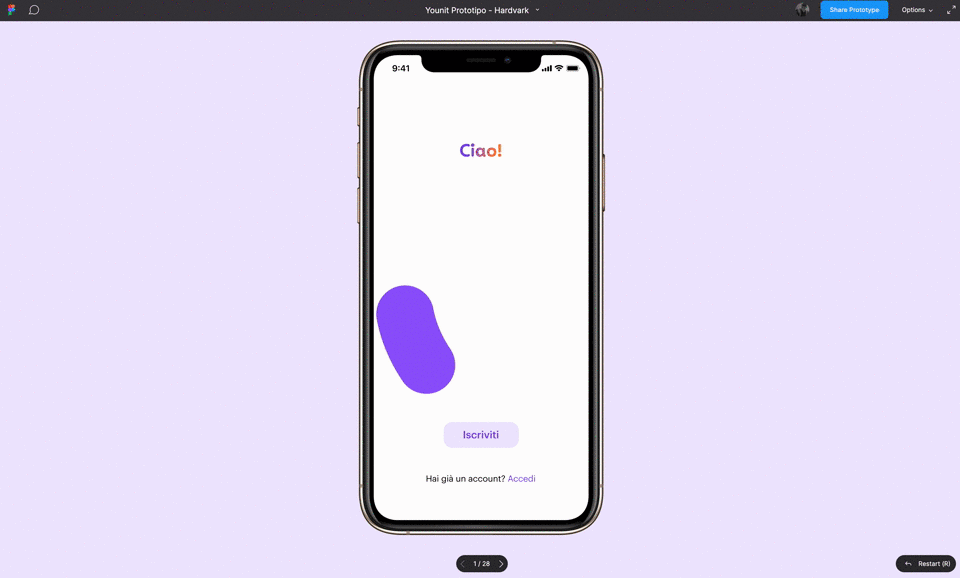 Younit Prototipo - Hardvark
Share Prototype
Options
9:41
Ciao!
Iscriviti
Hai già un account? Accedi
1 / 28
Restart (R)